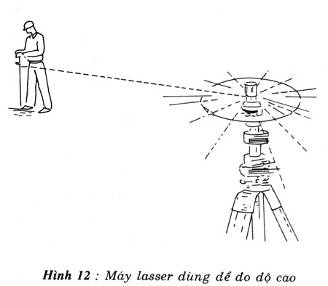 Hình 12 : Máy lasser dùng để đo độ cao